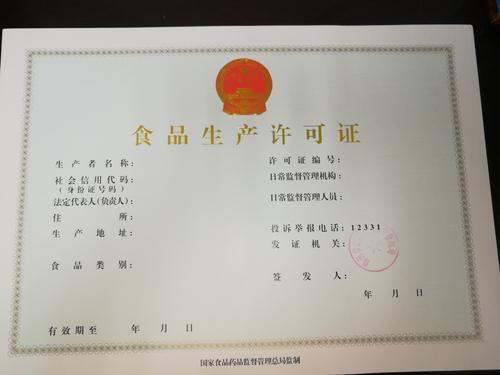 食品生产许可证
生产者名称：
社会信用代码：
（身份证号码）
法定代表人（负责人）：
住所：
生产地址：
食品类别：
有效期至 年 月 日
许可证编号：
日常监督管理机构：
日常监督管理人员：
投诉举报电话：12331
发证机关：
签发人：
年 月 日
国家食品药品监督管理总局监制